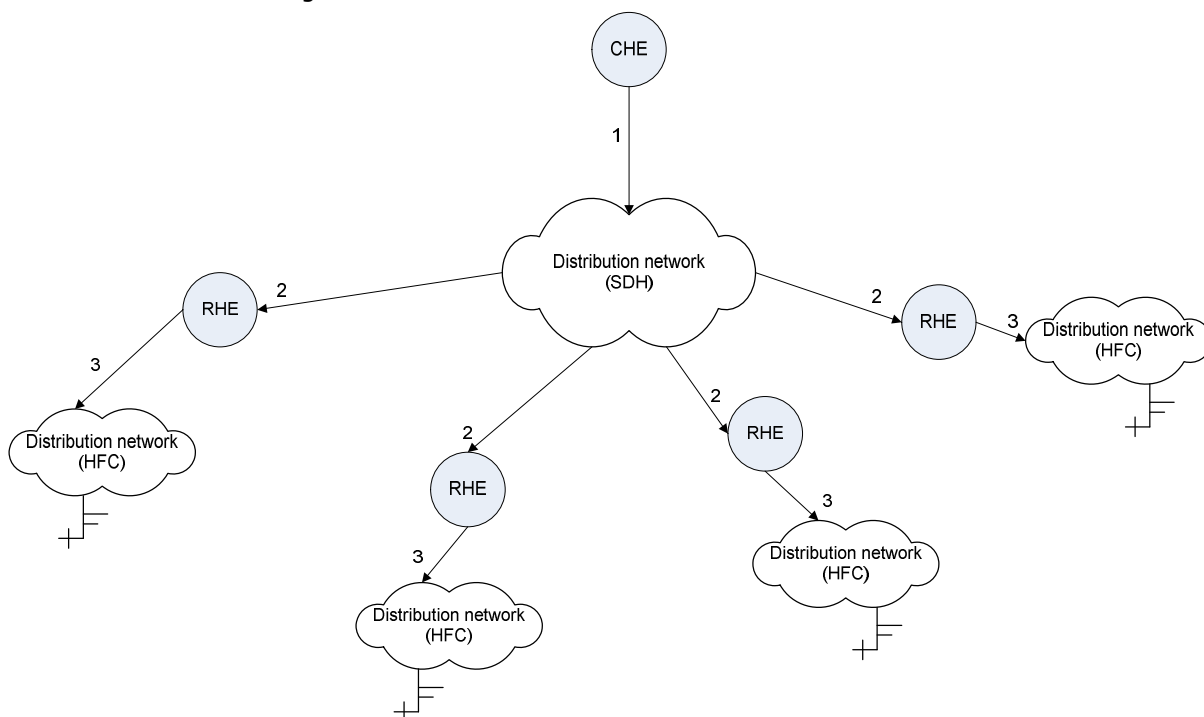 CHE
1
Distribution network
(SDH)
RHE
2
2
RHE
3
Distribution network
(HFC)
3
2
RHE
Distribution network
(HFC)
2
RHE
3
Distribution network
(HFC)
3
Distribution network
(HFC)